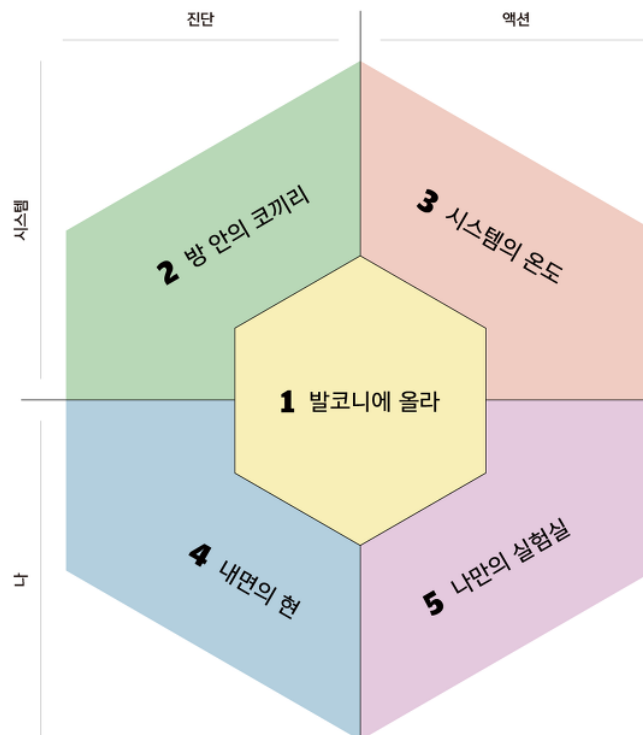 진단
액션
시스템
나
2 방 안의 코끼리
3 시스템의 온도
1 발코니에 올라
4 내면의 현
5 나만의 실험실